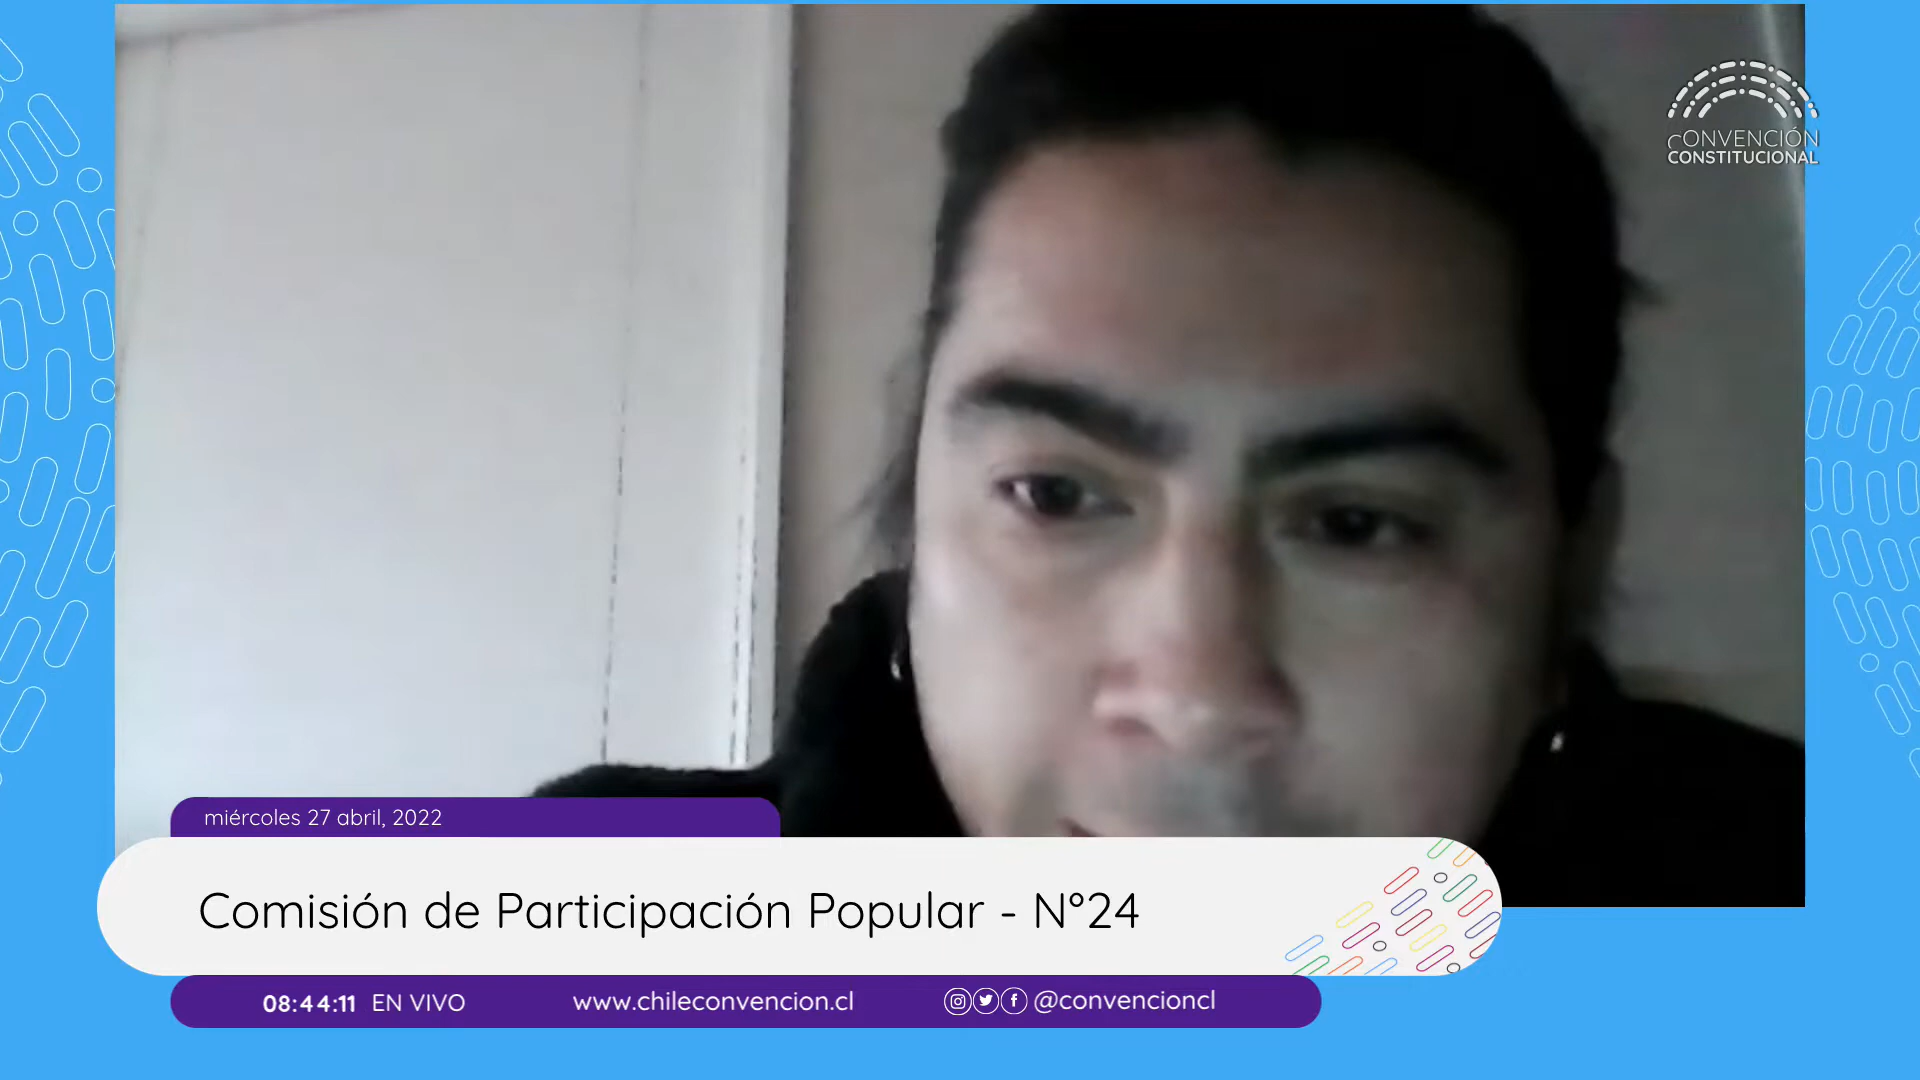 CONVENCIÓN
CONSTITUCIONAL
miércoles 27 abril, 2022
Comisión de Participación Popular - N°24
08:44:11 EN VIVO www.chileconvencion.cl @convencioncl